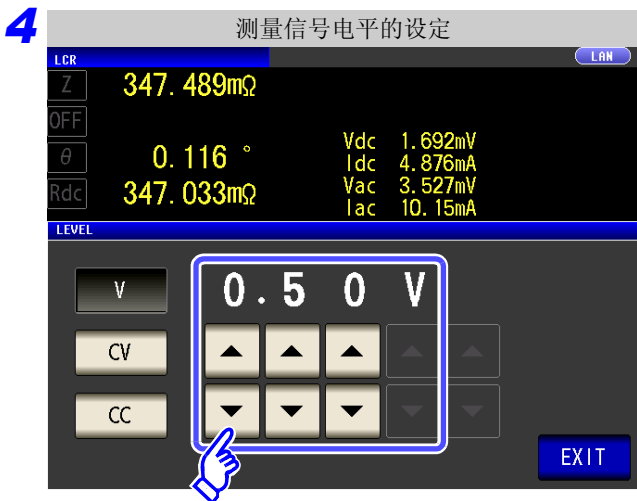 4
测量信号电平的设定
LCR
LAN
Z 347.489mΩ
OFF
θ 0.116 °
Rdc 347.033mΩ
Vdc 1.692mV
Idc 4.876mA
Vac 3.527mV
Iac 10.15mA
LEVEL
V
0.50 V
CV
CC
EXIT